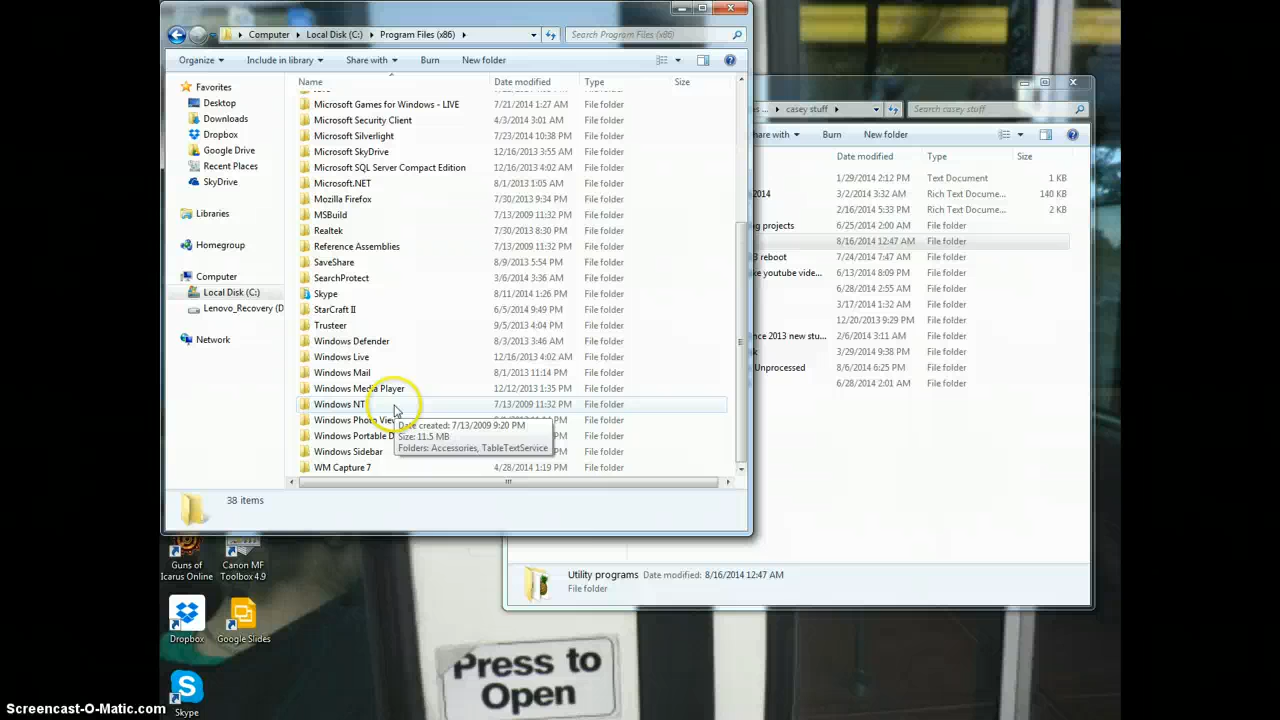 Computer ▸ Local Disk (C:) ▸ Program Files (x86) ▸
Search Program Files (x86)
Organize Include in library Share with Burn New folder
Name Date modified Type Size
Favorites
Desktop
Downloads
Dropbox
Google Drive
Recent Places
SkyDrive
Libraries
Homegroup
Computer
Local Disk (C:)
Lenovo_Recovery (D
Network
Microsoft Games for Windows - LIVE 7/21/2014 1:27 AM File folder
Microsoft Security Client 4/3/2014 3:01 AM File folder
Microsoft Silverlight 7/23/2014 10:38 PM File folder
Microsoft SkyDrive 12/16/2013 3:55 AM File folder
Microsoft SQL Server Compact Edition 12/16/2013 4:02 AM File folder
Microsoft.NET 8/1/2013 1:05 AM File folder
Mozilla Firefox 7/30/2013 9:34 PM File folder
MSBuild 7/13/2009 11:32 PM File folder
Realtek 7/30/2013 8:30 PM File folder
Reference Assemblies 7/13/2009 11:32 PM File folder
SaveShare 8/9/2013 5:54 PM File folder
SearchProtect 3/6/2014 3:36 AM File folder
Skype 8/11/2014 1:26 PM File folder
StarCraft II 6/5/2014 9:49 PM File folder
Trusteer 9/5/2013 4:04 PM File folder
Windows Defender 8/3/2013 3:46 AM File folder
Windows Live 12/16/2013 4:02 AM File folder
Windows Mail 8/1/2013 11:14 PM File folder
Windows Media Player 12/12/2013 1:35 PM File folder
Windows NT 7/13/2009 11:32 PM File folder
Windows Photo Viev File folder
Windows Portable D File folder
Windows Sidebar File folder
WM Capture 7 4/28/2014 1:19 PM File folder
Date created: 7/13/2009 9:20 PM
Size: 11.5 MB
Folders: Accessories, TableTextService
38 items
s ... ▸ casey stuff ▸
Search casey stuff
hare with Burn New folder
Date modified Type Size
1/29/2014 2:12 PM Text Document 1 KB
2014 3/2/2014 3:32 AM Rich Text Docume... 140 KB
2/16/2014 5:33 PM Rich Text Docume... 2 KB
g projects 6/25/2014 2:00 AM File folder
8/16/2014 12:47 AM File folder
3 reboot 7/24/2014 7:47 AM File folder
ke youtube vide... 6/13/2014 8:09 PM File folder
6/28/2014 2:55 AM File folder
3/17/2014 1:32 AM File folder
12/20/2013 9:29 PM File folder
nce 2013 new stu... 2/6/2014 3:11 AM File folder
k 3/29/2014 9:38 PM File folder
Unprocessed 8/6/2014 6:25 PM File folder
6/28/2014 2:01 AM File folder
Utility programs Date modified: 8/16/2014 12:47 AM
File folder
Guns of
Icarus Online
Canon MF
Toolbox 4.9
Dropbox
Google Slides
Skype
Press to
Open
Screencast-O-Matic.com